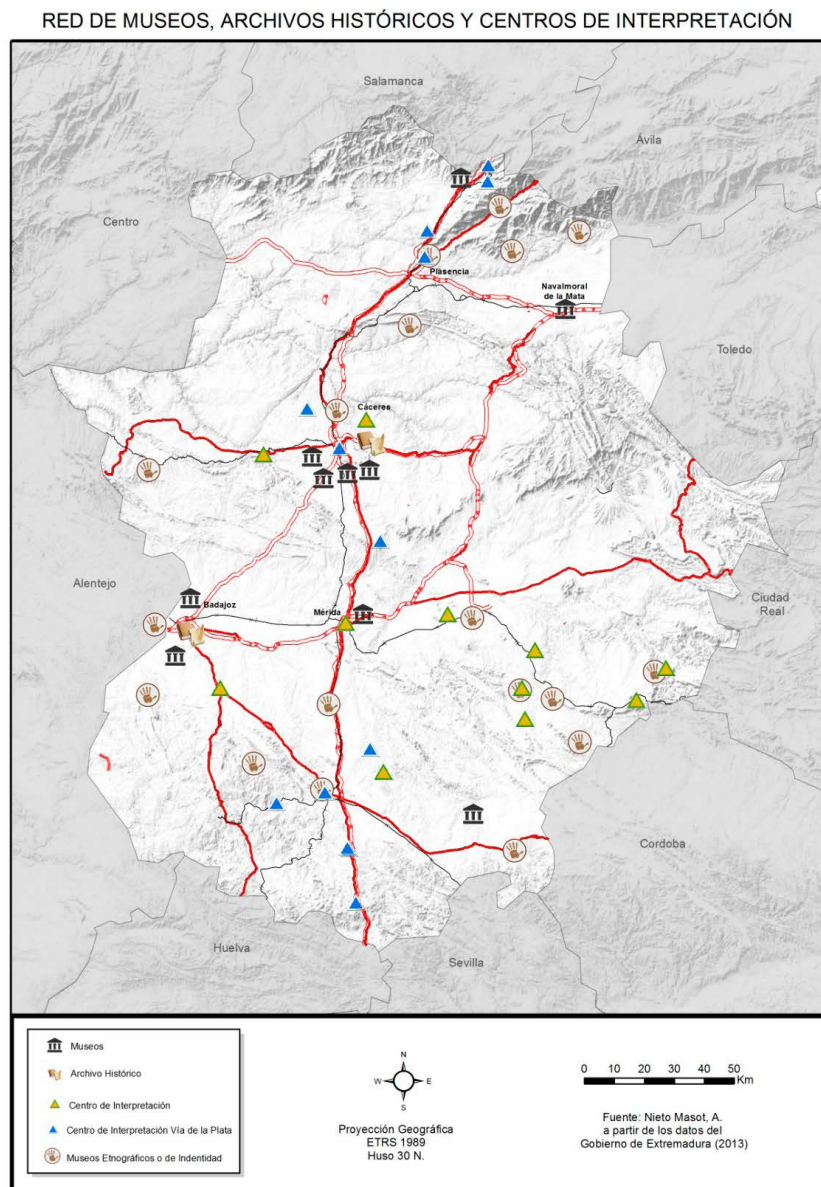 RED DE MUSEOS, ARCHIVOS HISTÓRICOS Y CENTROS DE INTERPRETACIÓN
Salamanca
Ávila
Centro
Plasencia
Navalmoral
de la Mata
Toledo
Cáceres
Alentejo
Badajoz
Mérida
Ciudad
Real
Cordoba
Huelva
Sevilla
Museos
Archivo Histórico
Centro de Interpretación
Centro de Interpretación Vía de la Plata
Museos Etnográficos o de Indentidad
N
W
E
S
Proyección Geográfica
ETRS 1989
Huso 30 N.
0 10 20 30 40 50
Km
Fuente: Nieto Masot, A.
a partir de los datos del
Gobierno de Extremadura (2013)